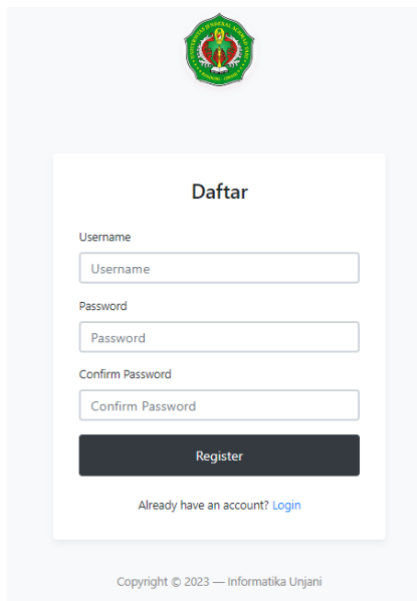 Daftar
Username
Username
Password
Password
Confirm Password
Confirm Password
Register
Already have an account? Login
Copyright © 2023 — Informatika Unjani